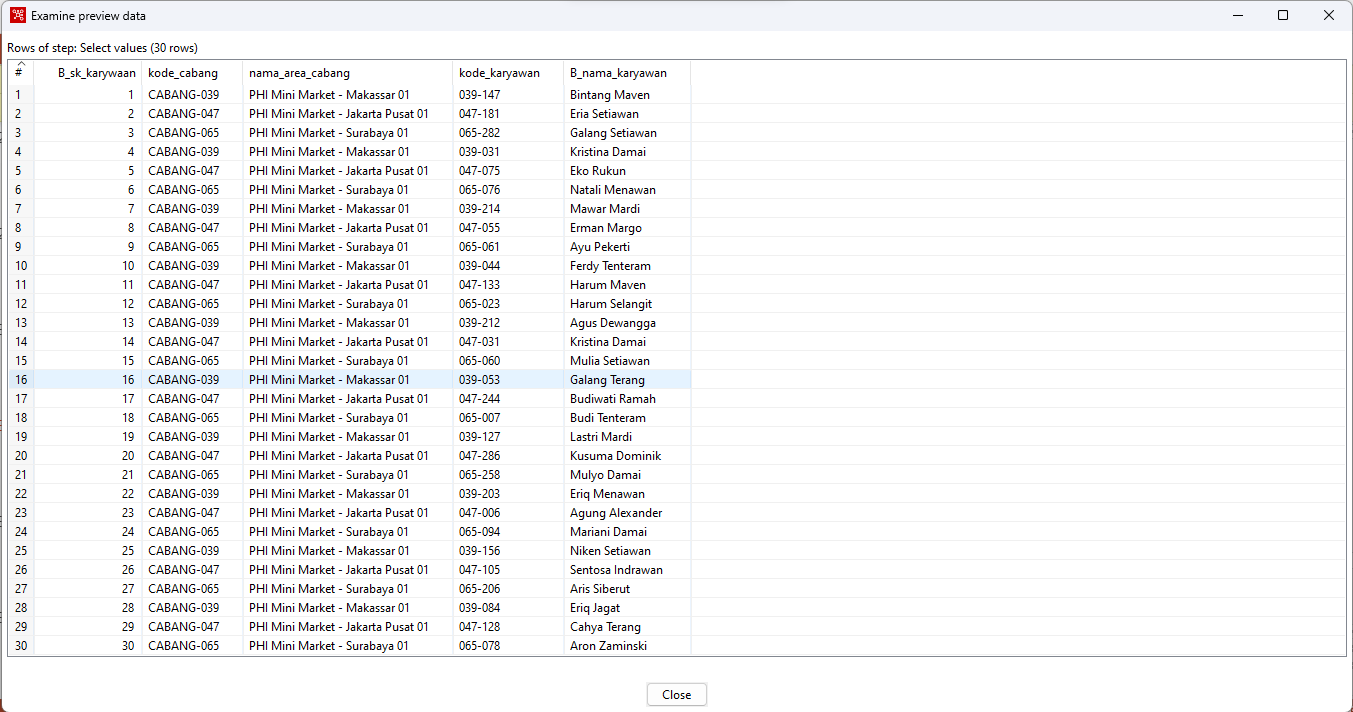 Examine preview data
Rows of step: Select values (30 rows)
# B_sk_karywaan kode_cabang nama_area_cabang kode_karyawan B_nama_karyawan
1 1 CABANG-039 PHI Mini Market - Makassar 01 039-147 Bintang Maven
2 2 CABANG-047 PHI Mini Market - Jakarta Pusat 01 047-181 Eria Setiawan
3 3 CABANG-065 PHI Mini Market - Surabaya 01 065-282 Galang Setiawan
4 4 CABANG-039 PHI Mini Market - Makassar 01 039-031 Kristina Damai
5 5 CABANG-047 PHI Mini Market - Jakarta Pusat 01 047-075 Eko Rukun
6 6 CABANG-065 PHI Mini Market - Surabaya 01 065-076 Natali Menawan
7 7 CABANG-039 PHI Mini Market - Makassar 01 039-214 Mawar Mardi
8 8 CABANG-047 PHI Mini Market - Jakarta Pusat 01 047-055 Erman Margo
9 9 CABANG-065 PHI Mini Market - Surabaya 01 065-061 Ayu Pekerti
10 10 CABANG-039 PHI Mini Market - Makassar 01 039-044 Ferdy Tenteram
11 11 CABANG-047 PHI Mini Market - Jakarta Pusat 01 047-133 Harum Maven
12 12 CABANG-065 PHI Mini Market - Surabaya 01 065-023 Harum Selangit
13 13 CABANG-039 PHI Mini Market - Makassar 01 039-212 Agus Dewangga
14 14 CABANG-047 PHI Mini Market - Jakarta Pusat 01 047-031 Kristina Damai
15 15 CABANG-065 PHI Mini Market - Surabaya 01 065-060 Mulia Setiawan
16 16 CABANG-039 PHI Mini Market - Makassar 01 039-053 Galang Terang
17 17 CABANG-047 PHI Mini Market - Jakarta Pusat 01 047-244 Budiwati Ramah
18 18 CABANG-065 PHI Mini Market - Surabaya 01 065-007 Budi Tenteram
19 19 CABANG-039 PHI Mini Market - Makassar 01 039-127 Lastri Mardi
20 20 CABANG-047 PHI Mini Market - Jakarta Pusat 01 047-286 Kusuma Dominik
21 21 CABANG-065 PHI Mini Market - Surabaya 01 065-258 Mulyo Damai
22 22 CABANG-039 PHI Mini Market - Makassar 01 039-203 Eriq Menawan
23 23 CABANG-047 PHI Mini Market - Jakarta Pusat 01 047-006 Agung Alexander
24 24 CABANG-065 PHI Mini Market - Surabaya 01 065-094 Mariani Damai
25 25 CABANG-039 PHI Mini Market - Makassar 01 039-156 Niken Setiawan
26 26 CABANG-047 PHI Mini Market - Jakarta Pusat 01 047-105 Sentosa Indrawan
27 27 CABANG-065 PHI Mini Market - Surabaya 01 065-206 Aris Siberut
28 28 CABANG-039 PHI Mini Market - Makassar 01 039-084 Eriq Jagat
29 29 CABANG-047 PHI Mini Market - Jakarta Pusat 01 047-128 Cahya Terang
30 30 CABANG-065 PHI Mini Market - Surabaya 01 065-078 Aron Zaminski
Close